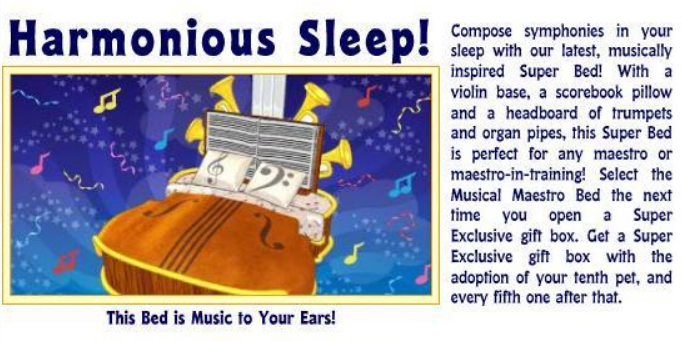 Harmonious Sleep!
This Bed is Music to Your Ears!
Compose symphonies in your
sleep with our latest, musically
inspired Super Bed! With a
violin base, a scorebook pillow
and a headboard of trumpets
and organ pipes, this Super Bed
is perfect for any maestro or
maestro-in-training! Select the
Musical Maestro Bed the next
time you open a Super
Exclusive gift box. Get a Super
Exclusive gift box with the
adoption of your tenth pet, and
every fifth one after that.